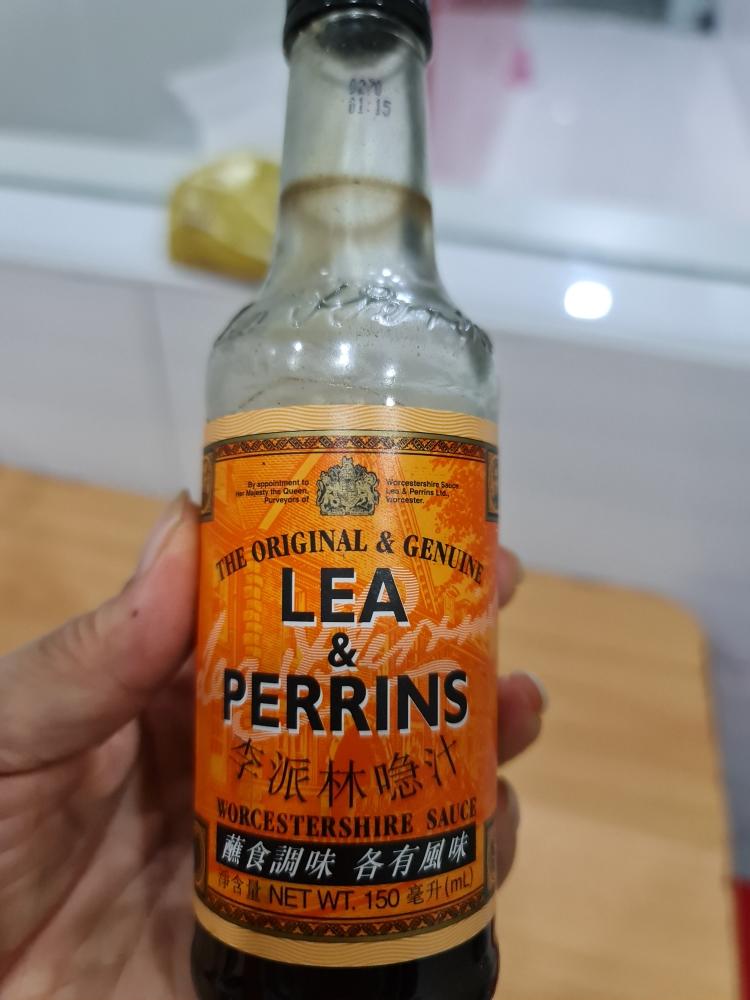 01:15
Lea & Perrins
By appointment to
Her Majesty the Queen,
Purveyors of
Worcestershire Sauce
Lea & Perrins Ltd.,
Worcester.
THE ORIGINAL & GENUINE
LEA
&
PERRINS
李派林喼汁
WORCESTERSHIRE SAUCE
蘸食調味 各有風味
淨含量 NET WT. 150 毫升(mL)